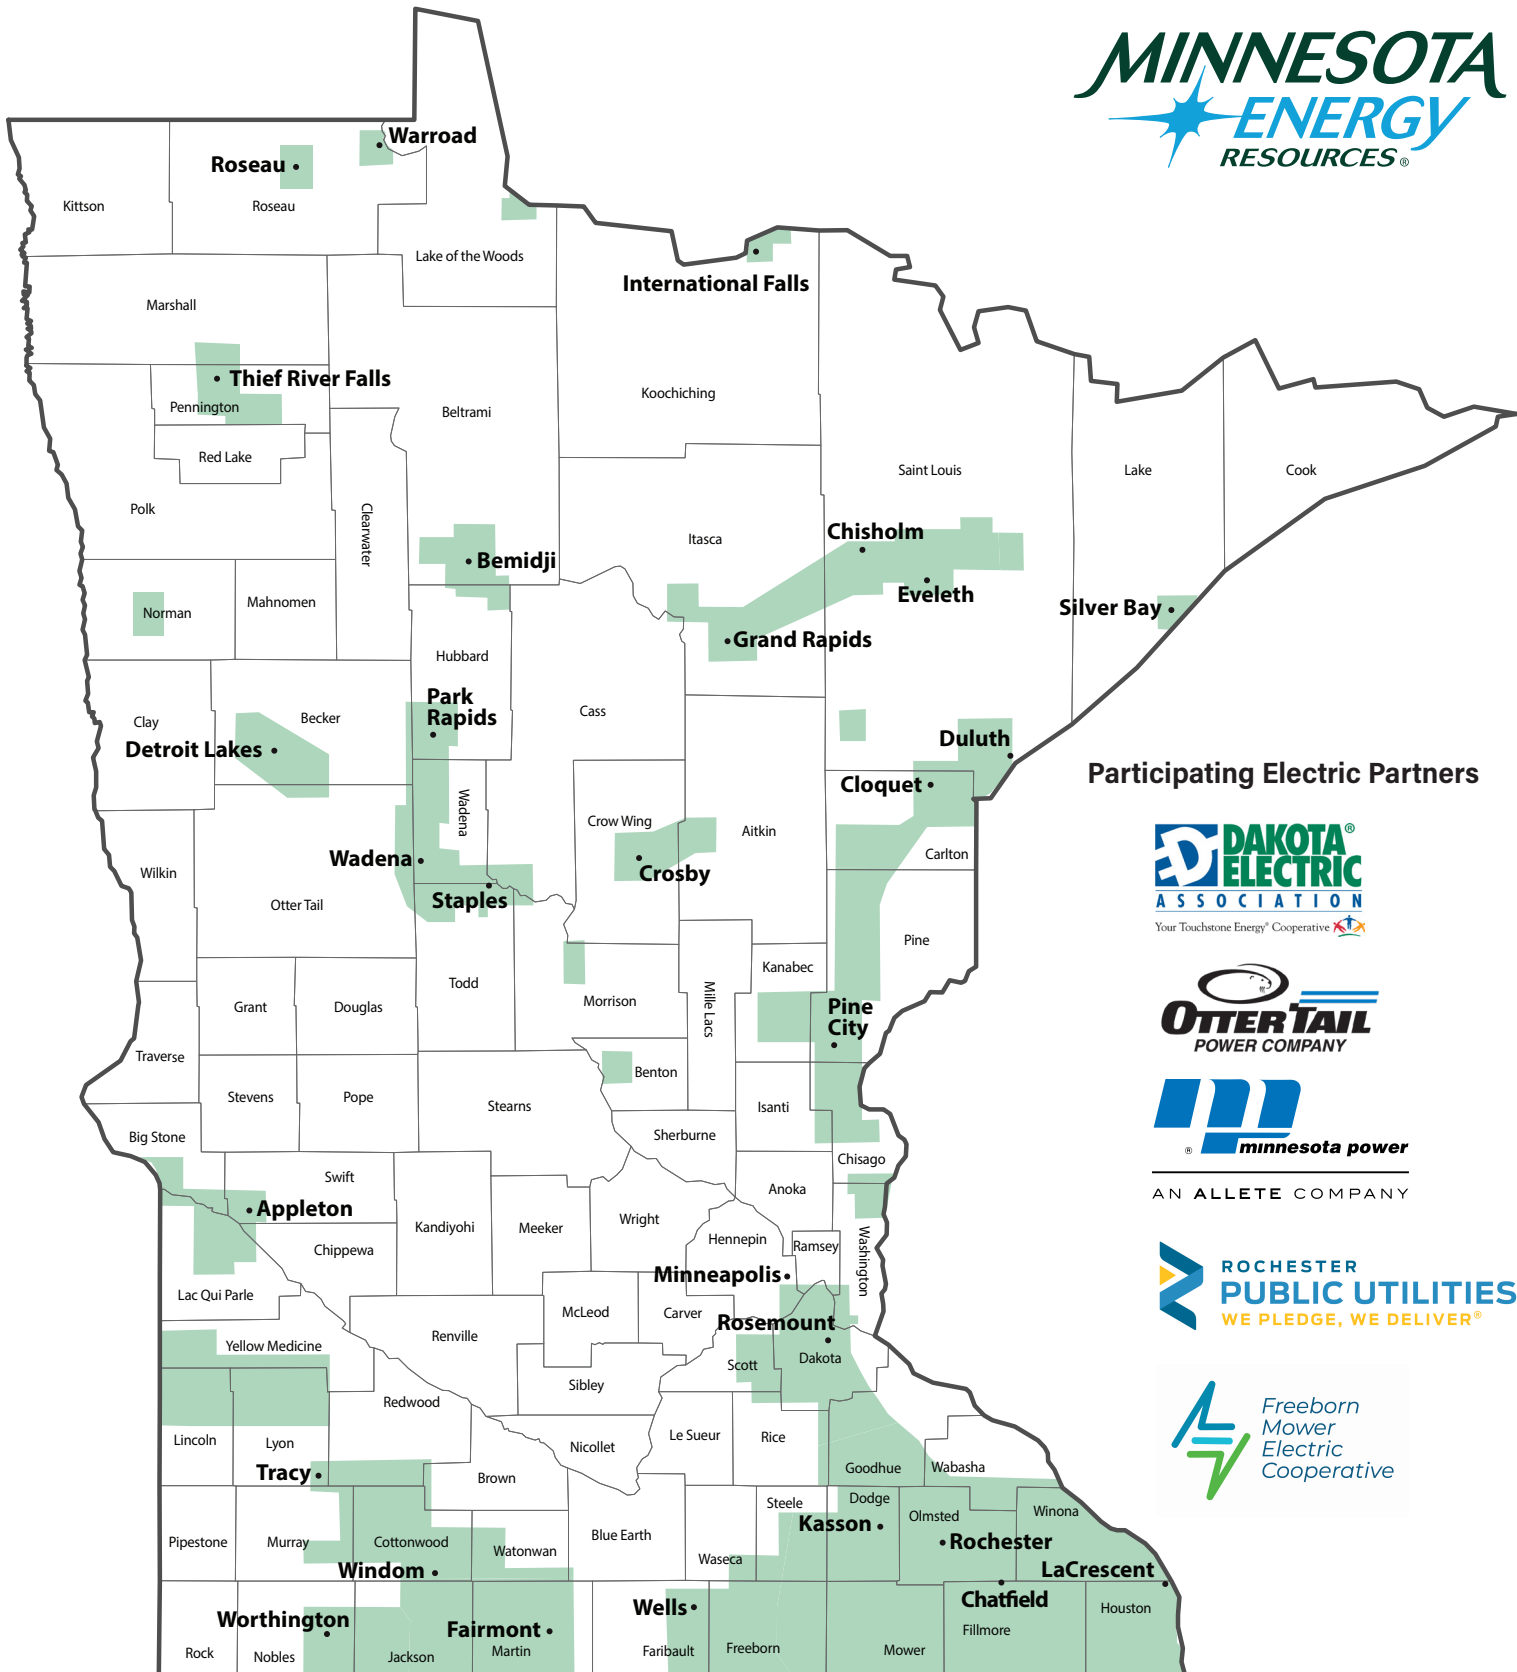 MINNESOTA
ENERGY
RESOURCES®
Warroad
Roseau
Kittson
Roseau
Lake of the Woods
International Falls
Marshall
Thief River Falls
Koochiching
Pennington
Beltrami
Red Lake
Saint Louis
Lake
Cook
Polk
Clearwater
Chisholm
Itasca
Bemidji
Eveleth
Mahnomen
Norman
Silver Bay
Grand Rapids
Hubbard
Park
Rapids
Cass
Clay
Becker
Duluth
Detroit Lakes
Cloquet
Participating Electric Partners
Wadena
Crow Wing
Aitkin
DAKOTA®
ELECTRIC
ASSOCIATION
Your Touchstone Energy® Cooperative
Carlton
Wadena
Wilkin
Crosby
Staples
Otter Tail
Pine
Kanabec
Todd
Mille Lacs
Morrison
Grant
Douglas
Pine
City
OTTER TAIL
POWER COMPANY
Traverse
Benton
Stevens
Pope
Stearns
Isanti
Big Stone
Sherburne
Chisago
® minnesota power
AN ALLETE COMPANY
Swift
Anoka
Appleton
Kandiyohi
Meeker
Wright
Hennepin
Ramsey
Washington
Chippewa
Minneapolis
ROCHESTER
PUBLIC UTILITIES
WE PLEDGE, WE DELIVER®
Lac Qui Parle
McLeod
Carver
Rosemount
Renville
Yellow Medicine
Scott
Dakota
Sibley
Redwood
Freeborn
Mower
Electric
Cooperative
Lincoln
Lyon
Nicollet
Le Sueur
Rice
Goodhue
Wabasha
Tracy
Brown
Steele
Dodge
Olmsted
Winona
Kasson
Pipestone
Murray
Cottonwood
Watonwan
Blue Earth
Waseca
Rochester
Windom
LaCrescent
Chatfield
Worthington
Wells
Houston
Fairmont
Fillmore
Rock
Nobles
Jackson
Martin
Faribault
Freeborn
Mower